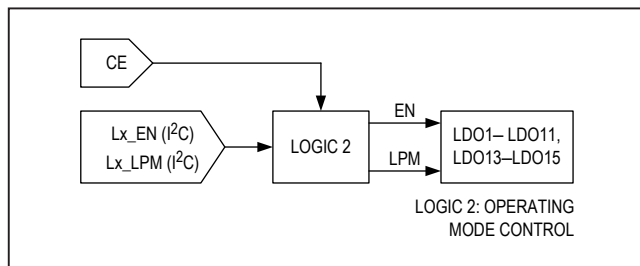 CE
Lx_EN (I²C)
Lx_LPM (I²C)
LOGIC 2
EN
LPM
LDO1– LDO11,
LDO13–LDO15
LOGIC 2: OPERATING
MODE CONTROL